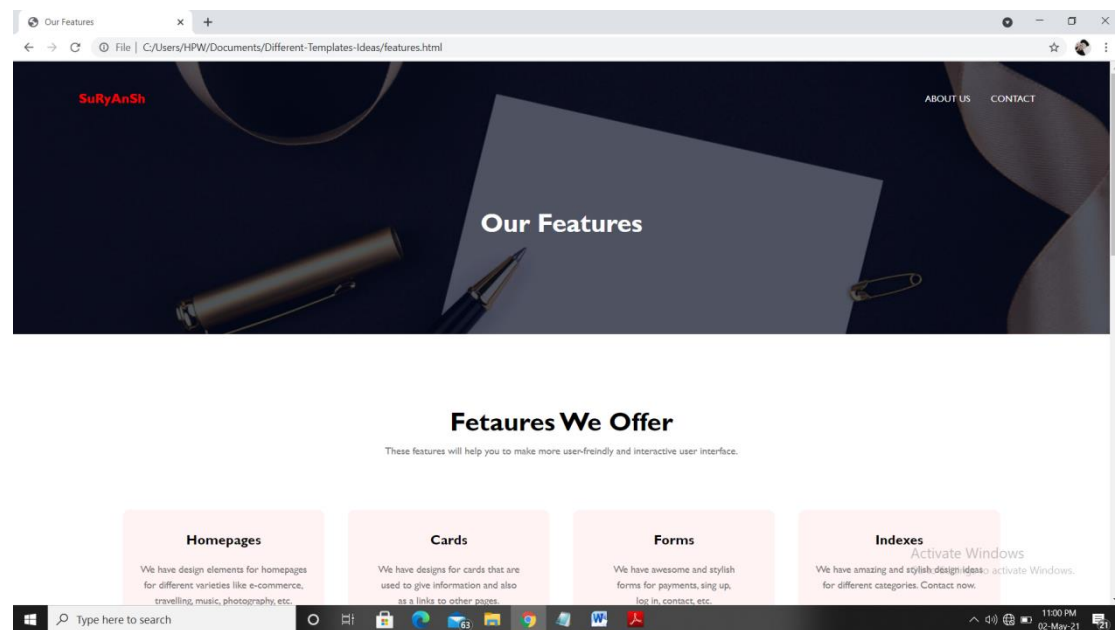 Our Features
File | C:/Users/HPW/Documents/Different-Templates-Ideas/features.html
SuRyAnSh
ABOUT US CONTACT
Our Features
Fetaures We Offer
These features will help you to make more user-freindly and interactive user interface.
Homepages
We have design elements for homepages
for different varieties like e-commerce,
travelling, music, photography, etc.
Cards
We have designs for cards that are
used to give information and also
as a links to other pages.
Forms
We have awesome and stylish
forms for payments, sing up,
log in, contact, etc.
Indexes
We have amazing and stylish design ideas
for different categories. Contact now.
Activate Windows
to activate Windows.
Type here to search
63
11:00 PM
02-May-21
21